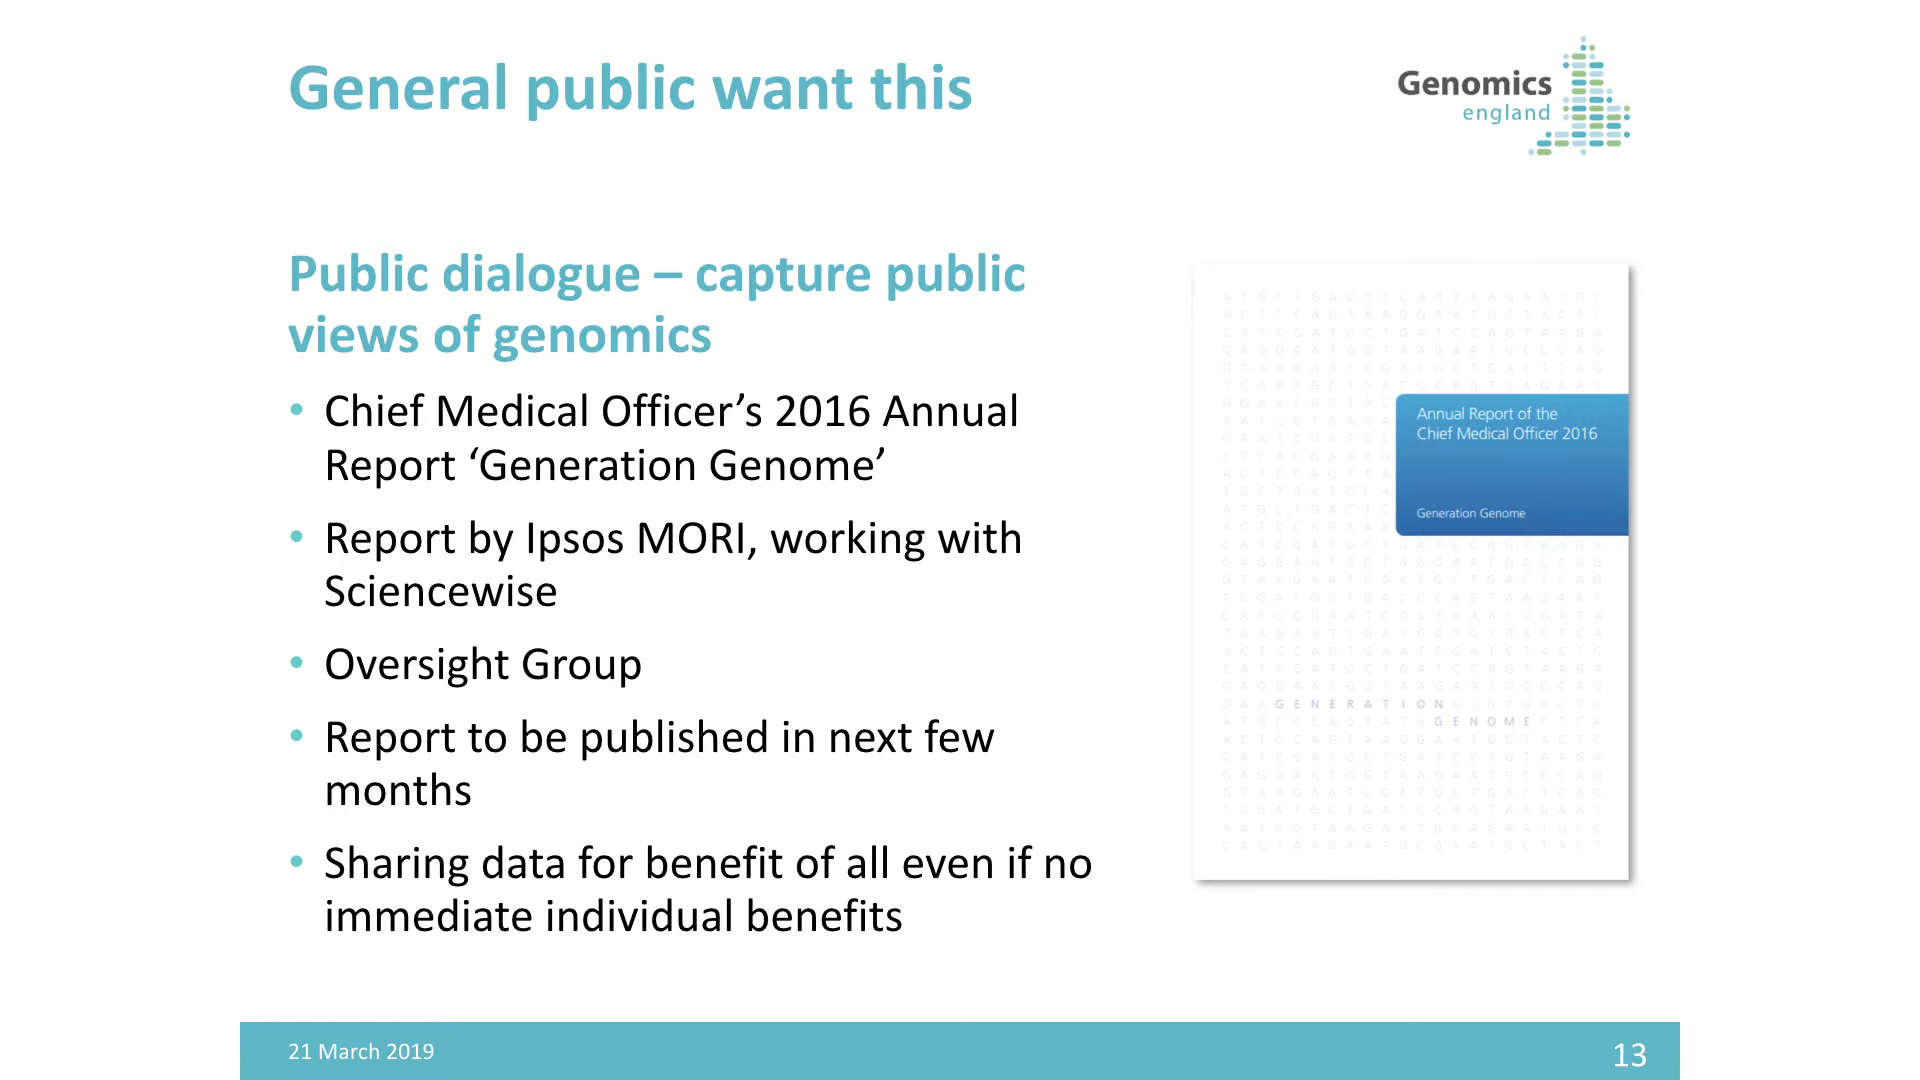 General public want this
Genomics
england
Public dialogue – capture public
views of genomics
• Chief Medical Officer’s 2016 Annual
Report ‘Generation Genome’
• Report by Ipsos MORI, working with
Sciencewise
• Oversight Group
• Report to be published in next few
months
• Sharing data for benefit of all even if no
immediate individual benefits
Annual Report of the
Chief Medical Officer 2016
Generation Genome
GENERATION
GENOME
21 March 2019
13